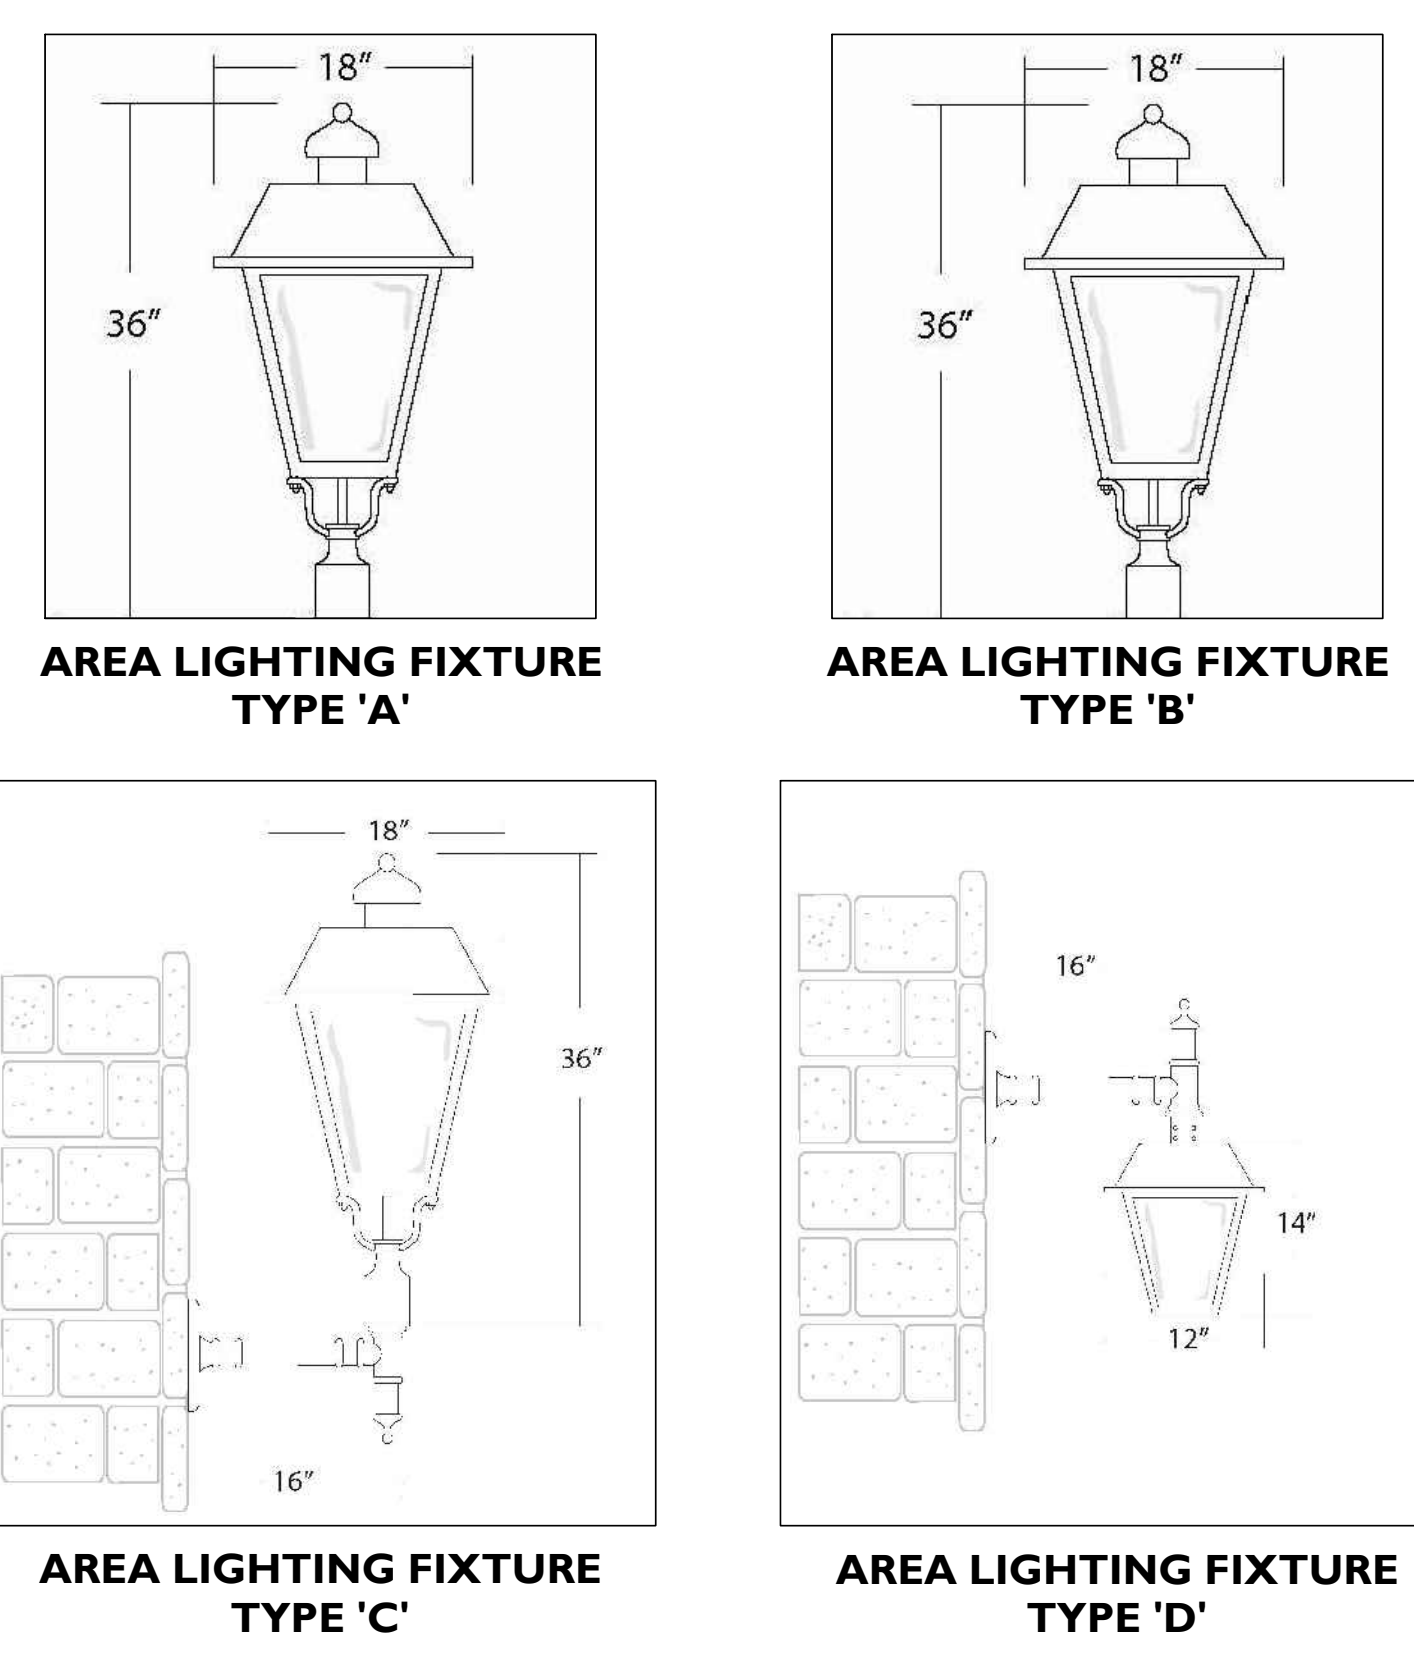 18"
36"
AREA LIGHTING FIXTURE
TYPE 'A'
18"
36"
AREA LIGHTING FIXTURE
TYPE 'B'
18"
36"
16"
AREA LIGHTING FIXTURE
TYPE 'C'
16"
14"
12"
AREA LIGHTING FIXTURE
TYPE 'D'